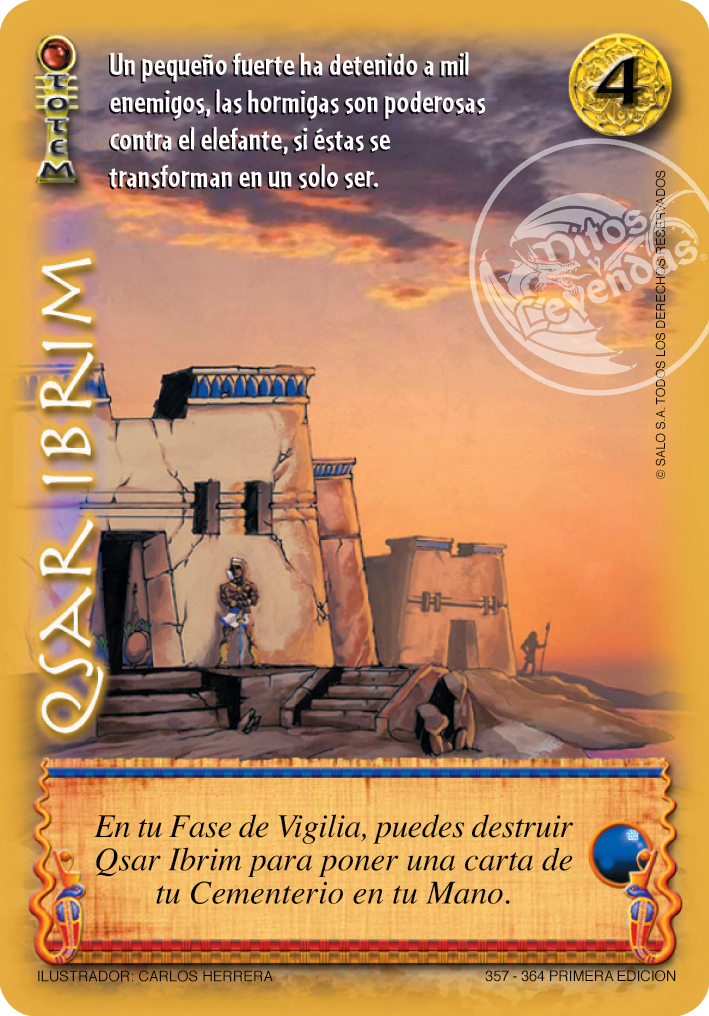 TOTEM
Un pequeño fuerte ha detenido a mil
enemigos, las hormigas son poderosas
contra el elefante, si éstas se
transforman en un solo ser.
4
Mitos
y
Leyendas®
© SALO S.A. TODOS LOS DERECHOS RESERVADOS
QSAR IBRIM
En tu Fase de Vigilia, puedes destruir
Qsar Ibrim para poner una carta de
tu Cementerio en tu Mano.
ILUSTRADOR: CARLOS HERRERA
357 - 364 PRIMERA EDICION